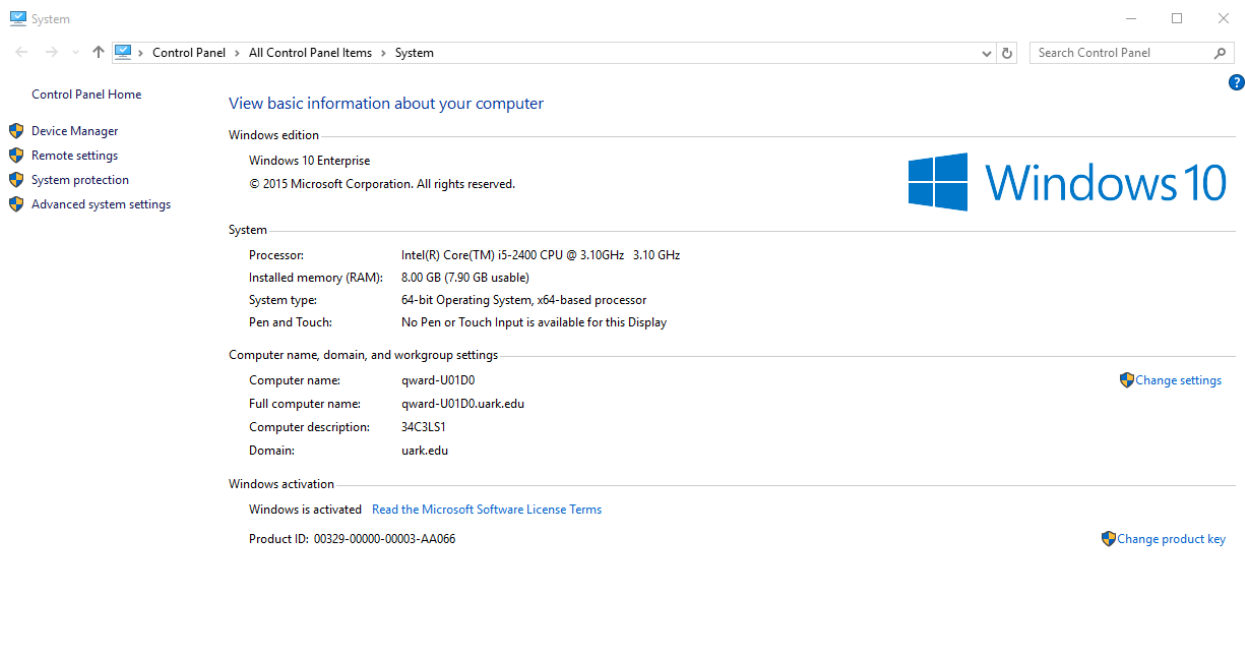 System
Control Panel > All Control Panel Items > System
Search Control Panel
?
Control Panel Home
Device Manager
Remote settings
System protection
Advanced system settings
View basic information about your computer
Windows edition
Windows 10 Enterprise
© 2015 Microsoft Corporation. All rights reserved.
Windows 10
System
Processor: Intel(R) Core(TM) i5-2400 CPU @ 3.10GHz 3.10 GHz
Installed memory (RAM): 8.00 GB (7.90 GB usable)
System type: 64-bit Operating System, x64-based processor
Pen and Touch: No Pen or Touch Input is available for this Display
Computer name, domain, and workgroup settings
Computer name: qward-U01D0 Change settings
Full computer name: qward-U01D0.uark.edu
Computer description: 34C3LS1
Domain: uark.edu
Windows activation
Windows is activated Read the Microsoft Software License Terms
Product ID: 00329-00000-00003-AA066 Change product key